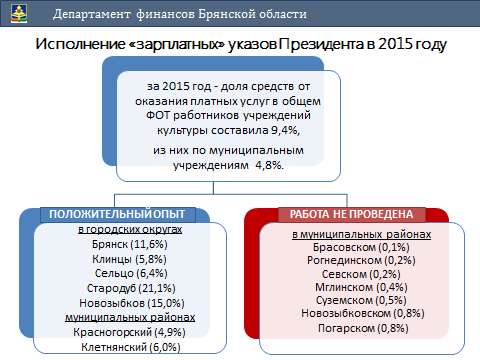 Департамент финансов Брянской области
Исполнение «зарплатных» указов Президента в 2015 году
за 2015 год - доля средств от
оказания платных услуг в общем
ФОТ работников учреждений
культуры составила 9,4%,
из них по муниципальным
учреждениям 4,8%.
ПОЛОЖИТЕЛЬНЫЙ ОПЫТ
в городских округах
Брянск (11,6%)
Клинцы (5,8%)
Сельцо (6,4%)
Стародуб (21,1%)
Новозыбков (15,0%)
муниципальных районах
Красногорский (4,9%)
Клетнянский (6,0%)
РАБОТА НЕ ПРОВЕДЕНА
в муниципальных районах
Брасовском (0,1%)
Рогнединском (0,2%)
Севском (0,2%)
Мглинском (0,4%)
Суземском (0,5%)
Новозыбковском (0,8%)
Погарском (0,8%)